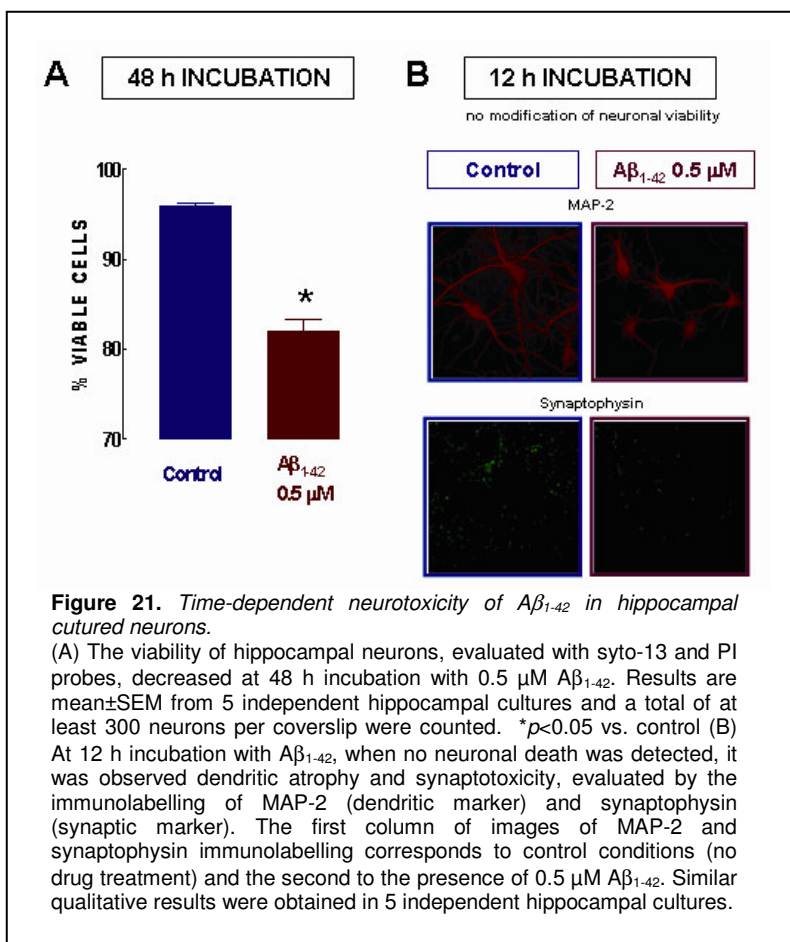 A 48 h INCUBATION
B 12 h INCUBATION
no modification of neuronal viability
Control Aβ1-42 0.5 µM
MAP-2
100
90
80
70
% VIABLE CELLS
*
Control
Aβ1-42
0.5 µM
Synaptophysin
Figure 21. Time-dependent neurotoxicity of Aβ1-42 in hippocampal
cutured neurons.
(A) The viability of hippocampal neurons, evaluated with syto-13 and PI
probes, decreased at 48 h incubation with 0.5 µM Aβ1-42. Results are
mean±SEM from 5 independent hippocampal cultures and a total of at
least 300 neurons per coverslip were counted. *p<0.05 vs. control (B)
At 12 h incubation with Aβ1-42, when no neuronal death was detected, it
was observed dendritic atrophy and synaptotoxicity, evaluated by the
immunolabelling of MAP-2 (dendritic marker) and synaptophysin
(synaptic marker). The first column of images of MAP-2 and
synaptophysin immunolabelling corresponds to control conditions (no
drug treatment) and the second to the presence of 0.5 µM Aβ1-42. Similar
qualitative results were obtained in 5 independent hippocampal cultures.